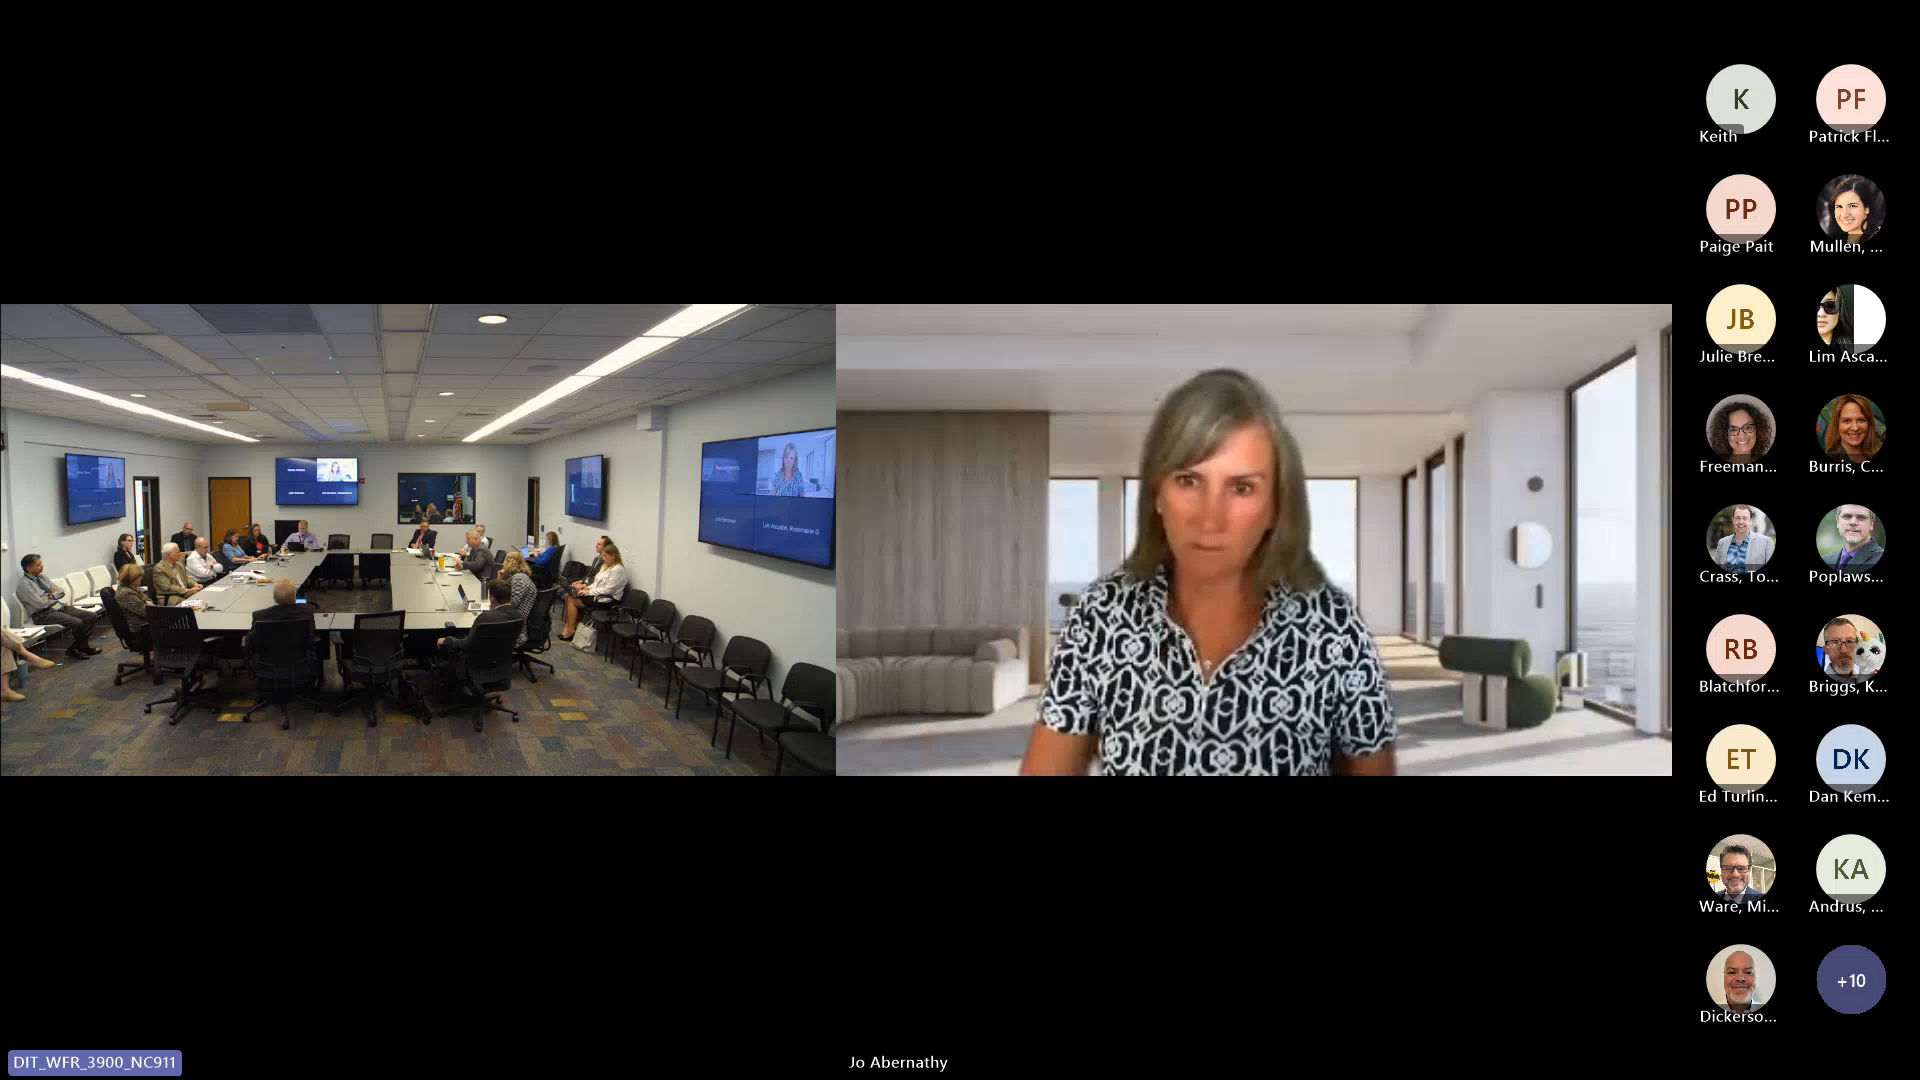 K
PF
Keith
Patrick Fl...
PP
Paige Pait
Mullen, ...
JB
Julie Bre...
Lim Asca...
Freeman...
Burris, C...
Crass, To...
Poplaws...
RB
Blatchfor...
Briggs, K...
ET
DK
Ed Turlin...
Dan Kem...
KA
Ware, Mi...
Andrus, ...
+10
Dickerso...
DIT_WFR_3900_NC911
Jo Abernathy